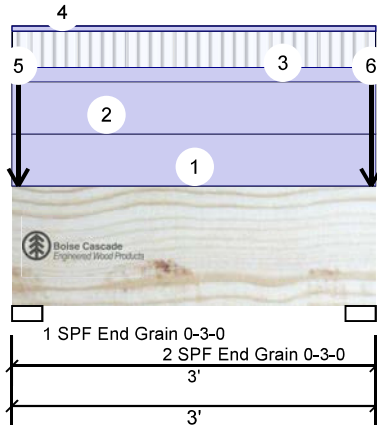 4
5
3
6
2
1
Boise Cascade
Engineered Wood Products
1 SPF End Grain 0-3-0
2 SPF End Grain 0-3-0
3'
3'